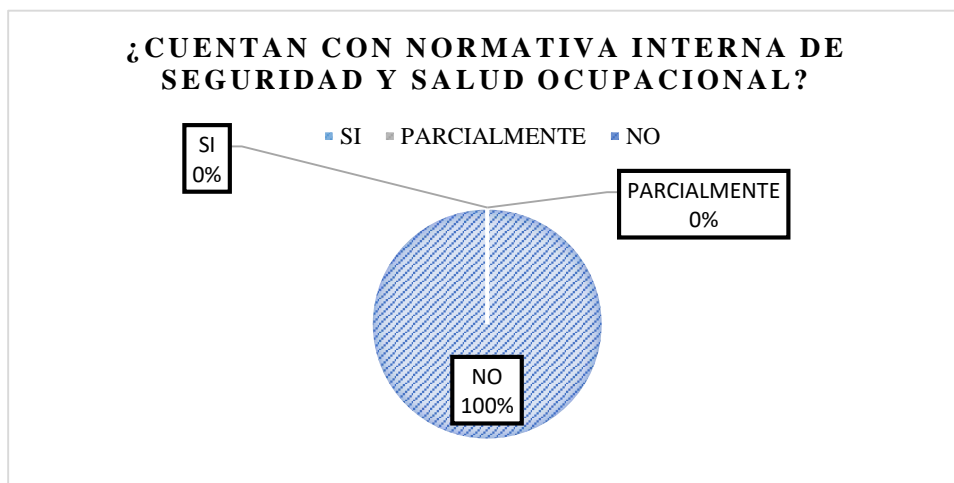 ¿CUENTAN CON NORMATIVA INTERNA DE
SEGURIDAD Y SALUD OCUPACIONAL?
SI PARCIALMENTE NO
SI
0%
PARCIALMENTE
0%
NO
100%